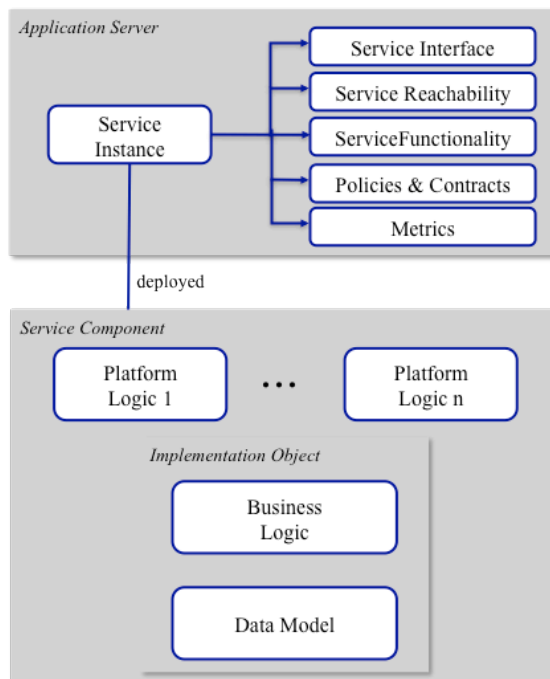 Application Server
Service Interface
Service Reachability
Service
Instance
ServiceFunctionality
Policies & Contracts
Metrics
deployed
Service Component
Platform
Logic 1
...
Platform
Logic n
Implementation Object
Business
Logic
Data Model